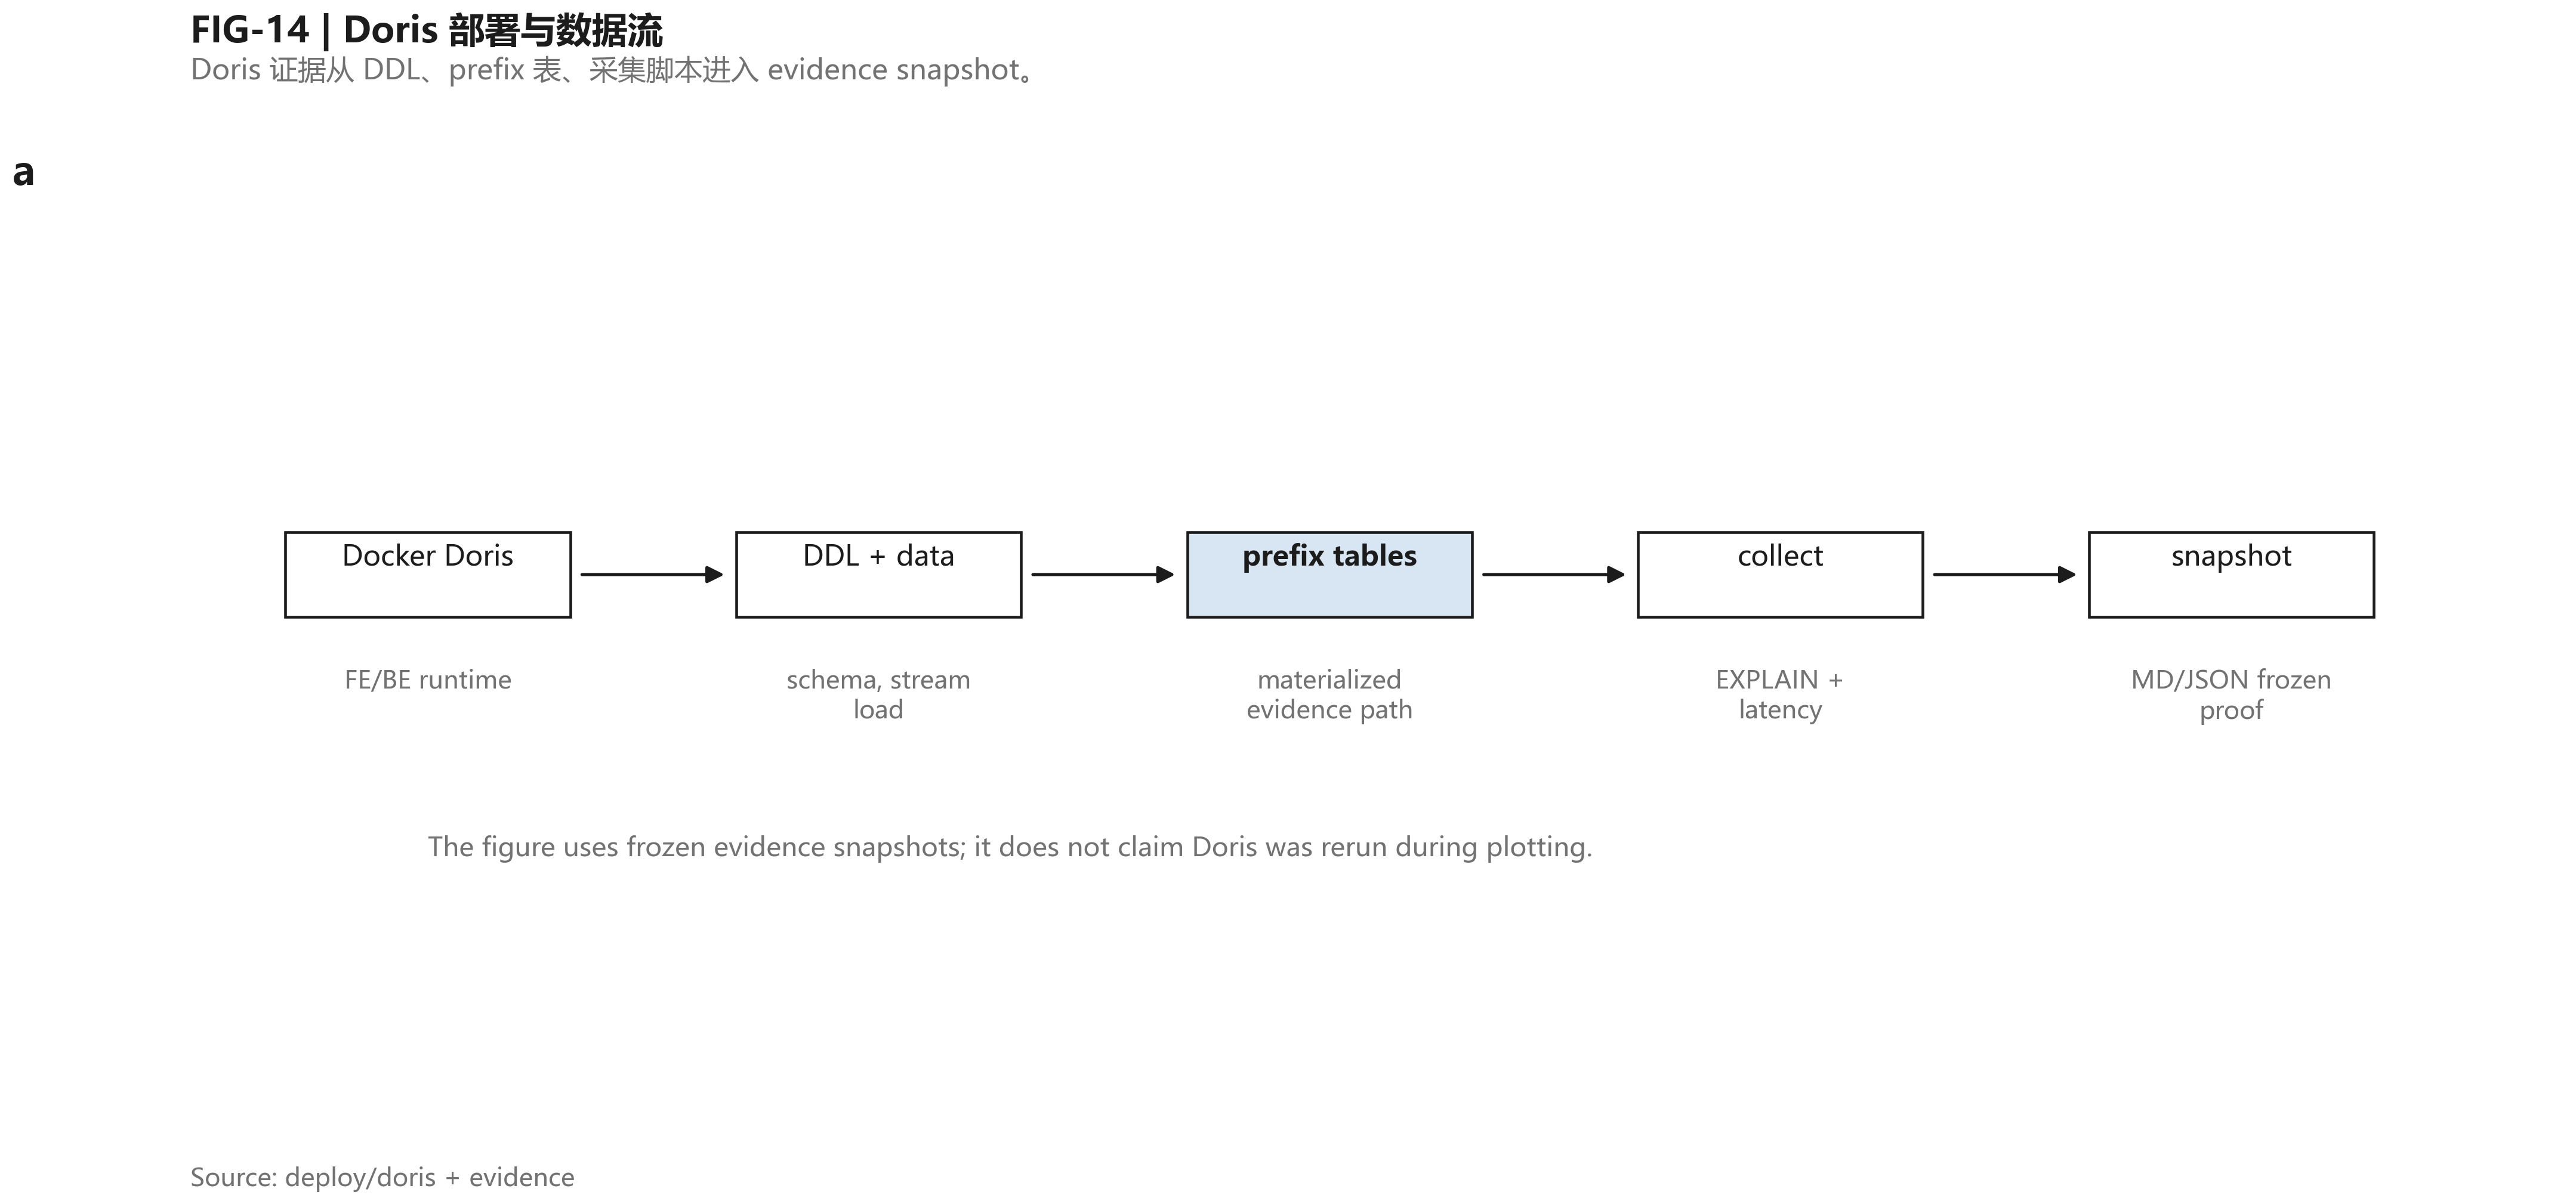 FIG-14 | Doris 部署与数据流
Doris 证据从 DDL、prefix 表、采集脚本进入 evidence snapshot。
a
Docker Doris
FE/BE runtime
DDL + data
schema, stream
load
prefix tables
materialized
evidence path
collect
EXPLAIN +
latency
snapshot
MD/JSON frozen
proof
The figure uses frozen evidence snapshots; it does not claim Doris was rerun during plotting.
Source: deploy/doris + evidence